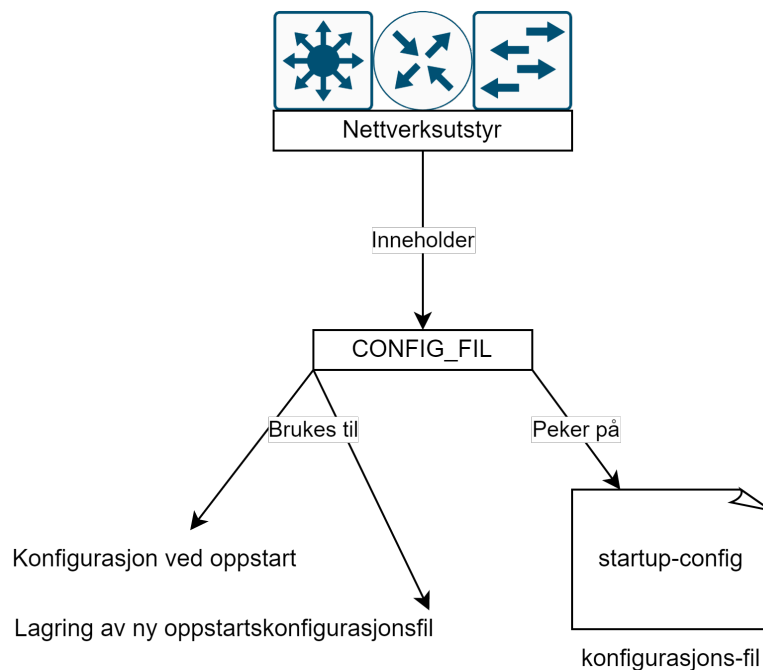 Nettverksutstyr
Inneholder
CONFIG_FIL
Brukes til
Peker på
Konfigurasjon ved oppstart
startup-config
Lagring av ny oppstartskonfigurasjonsfil
konfigurasjons-fil